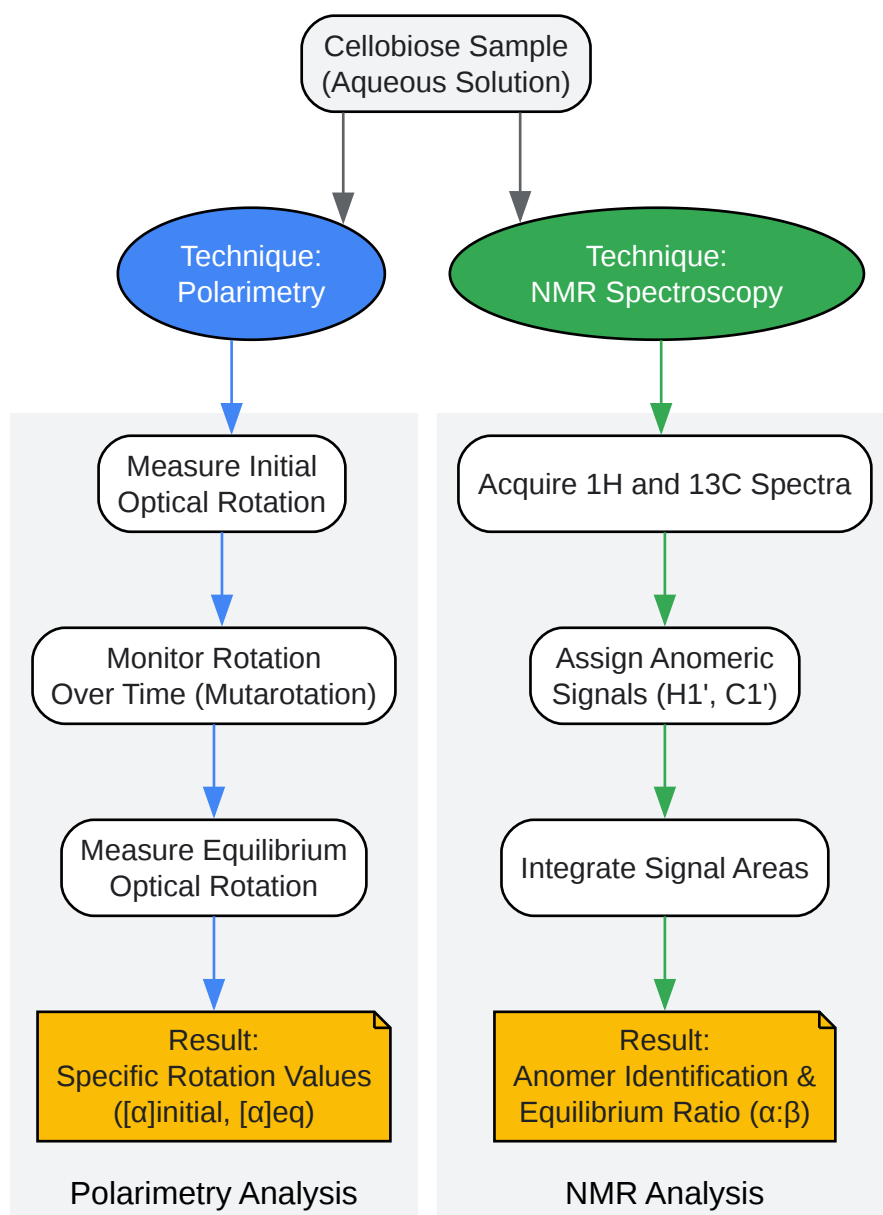 Cellobiose Sample
(Aqueous Solution)
Technique:
Polarimetry
Technique:
NMR Spectroscopy
Measure Initial
Optical Rotation
Monitor Rotation
Over Time (Mutarotation)
Measure Equilibrium
Optical Rotation
Result:
Specific Rotation Values
([α]initial, [α]eq)
Polarimetry Analysis
Acquire 1H and 13C Spectra
Assign Anomeric
Signals (H1', C1')
Integrate Signal Areas
Result:
Anomer Identification &
Equilibrium Ratio (α:β)
NMR Analysis